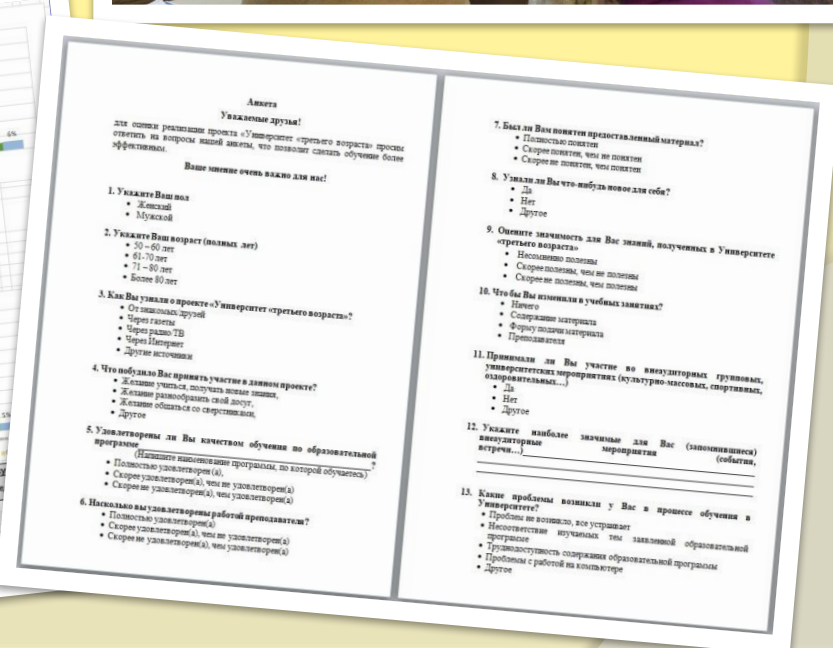 6%
5%
Анкета
Уважаемые друзья!
для оценки реализации проекта «Университет «третьего возраста» просим
ответить на вопросы нашей анкеты, что позволит сделать обучение более
эффективным.
Ваше мнение очень важно для нас!
1. Укажите Ваш пол
• Женский
• Мужской
2. Укажите Ваш возраст (полных лет)
• 50 – 60 лет
• 61-70 лет
• 71 – 80 лет
• Более 80 лет
3. Как Вы узнали о проекте «Университет «третьего возраста»?
• От знакомых/друзей
• Через газеты
• Через радио/ТВ
• Через Интернет
• Другие источники
4. Что побудило Вас принять участие в данном проекте?
• Желание учиться, получать новые знания,
• Желание разнообразить свой досуг,
• Желание общаться со сверстниками,
• Другое
5. Удовлетворены ли Вы качеством обучения по образовательной
программе ______________________________?
(Напишите наименование программы, по которой обучаетесь)
• Полностью удовлетворен (а),
• Скорее удовлетворен(а), чем не удовлетворен(а)
• Скорее не удовлетворен(а), чем удовлетворен(а)
6. Насколько вы удовлетворены работой преподавателя?
• Полностью удовлетворен(а)
• Скорее удовлетворен(а), чем не удовлетворен(а)
• Скорее не удовлетворен(а), чем удовлетворен(а)
7. Был ли Вам понятен предоставленный материал?
• Полностью понятен
• Скорее понятен, чем не понятен
• Скорее не понятен, чем понятен
8. Узнали ли Вы что-нибудь новое для себя?
• Да
• Нет
• Другое
9. Оцените значимость для Вас знаний, полученных в Университете
«третьего возраста»
• Несомненно полезны
• Скорее полезны, чем не полезны
• Скорее не полезны, чем полезны
10. Что бы Вы изменили в учебных занятиях?
• Ничего
• Содержание материала
• Форму подачи материала
• Преподавателя
11. Принимали ли Вы участие во внеаудиторных групповых,
университетских мероприятиях (культурно-массовых, спортивных,
оздоровительных...)
• Да
• Нет
• Другое
12. Укажите наиболее значимые для Вас (запомнившиеся)
внеаудиторные мероприятия (события,
встречи...)______________________________
13. Какие проблемы возникли у Вас в процессе обучения в
Университете?
• Проблем не возникло, все устраивает
• Несоответствие изучаемых тем заявленной образовательной
программе
• Труднодоступность содержания образовательной программы
• Проблемы с работой на компьютере
• Другое